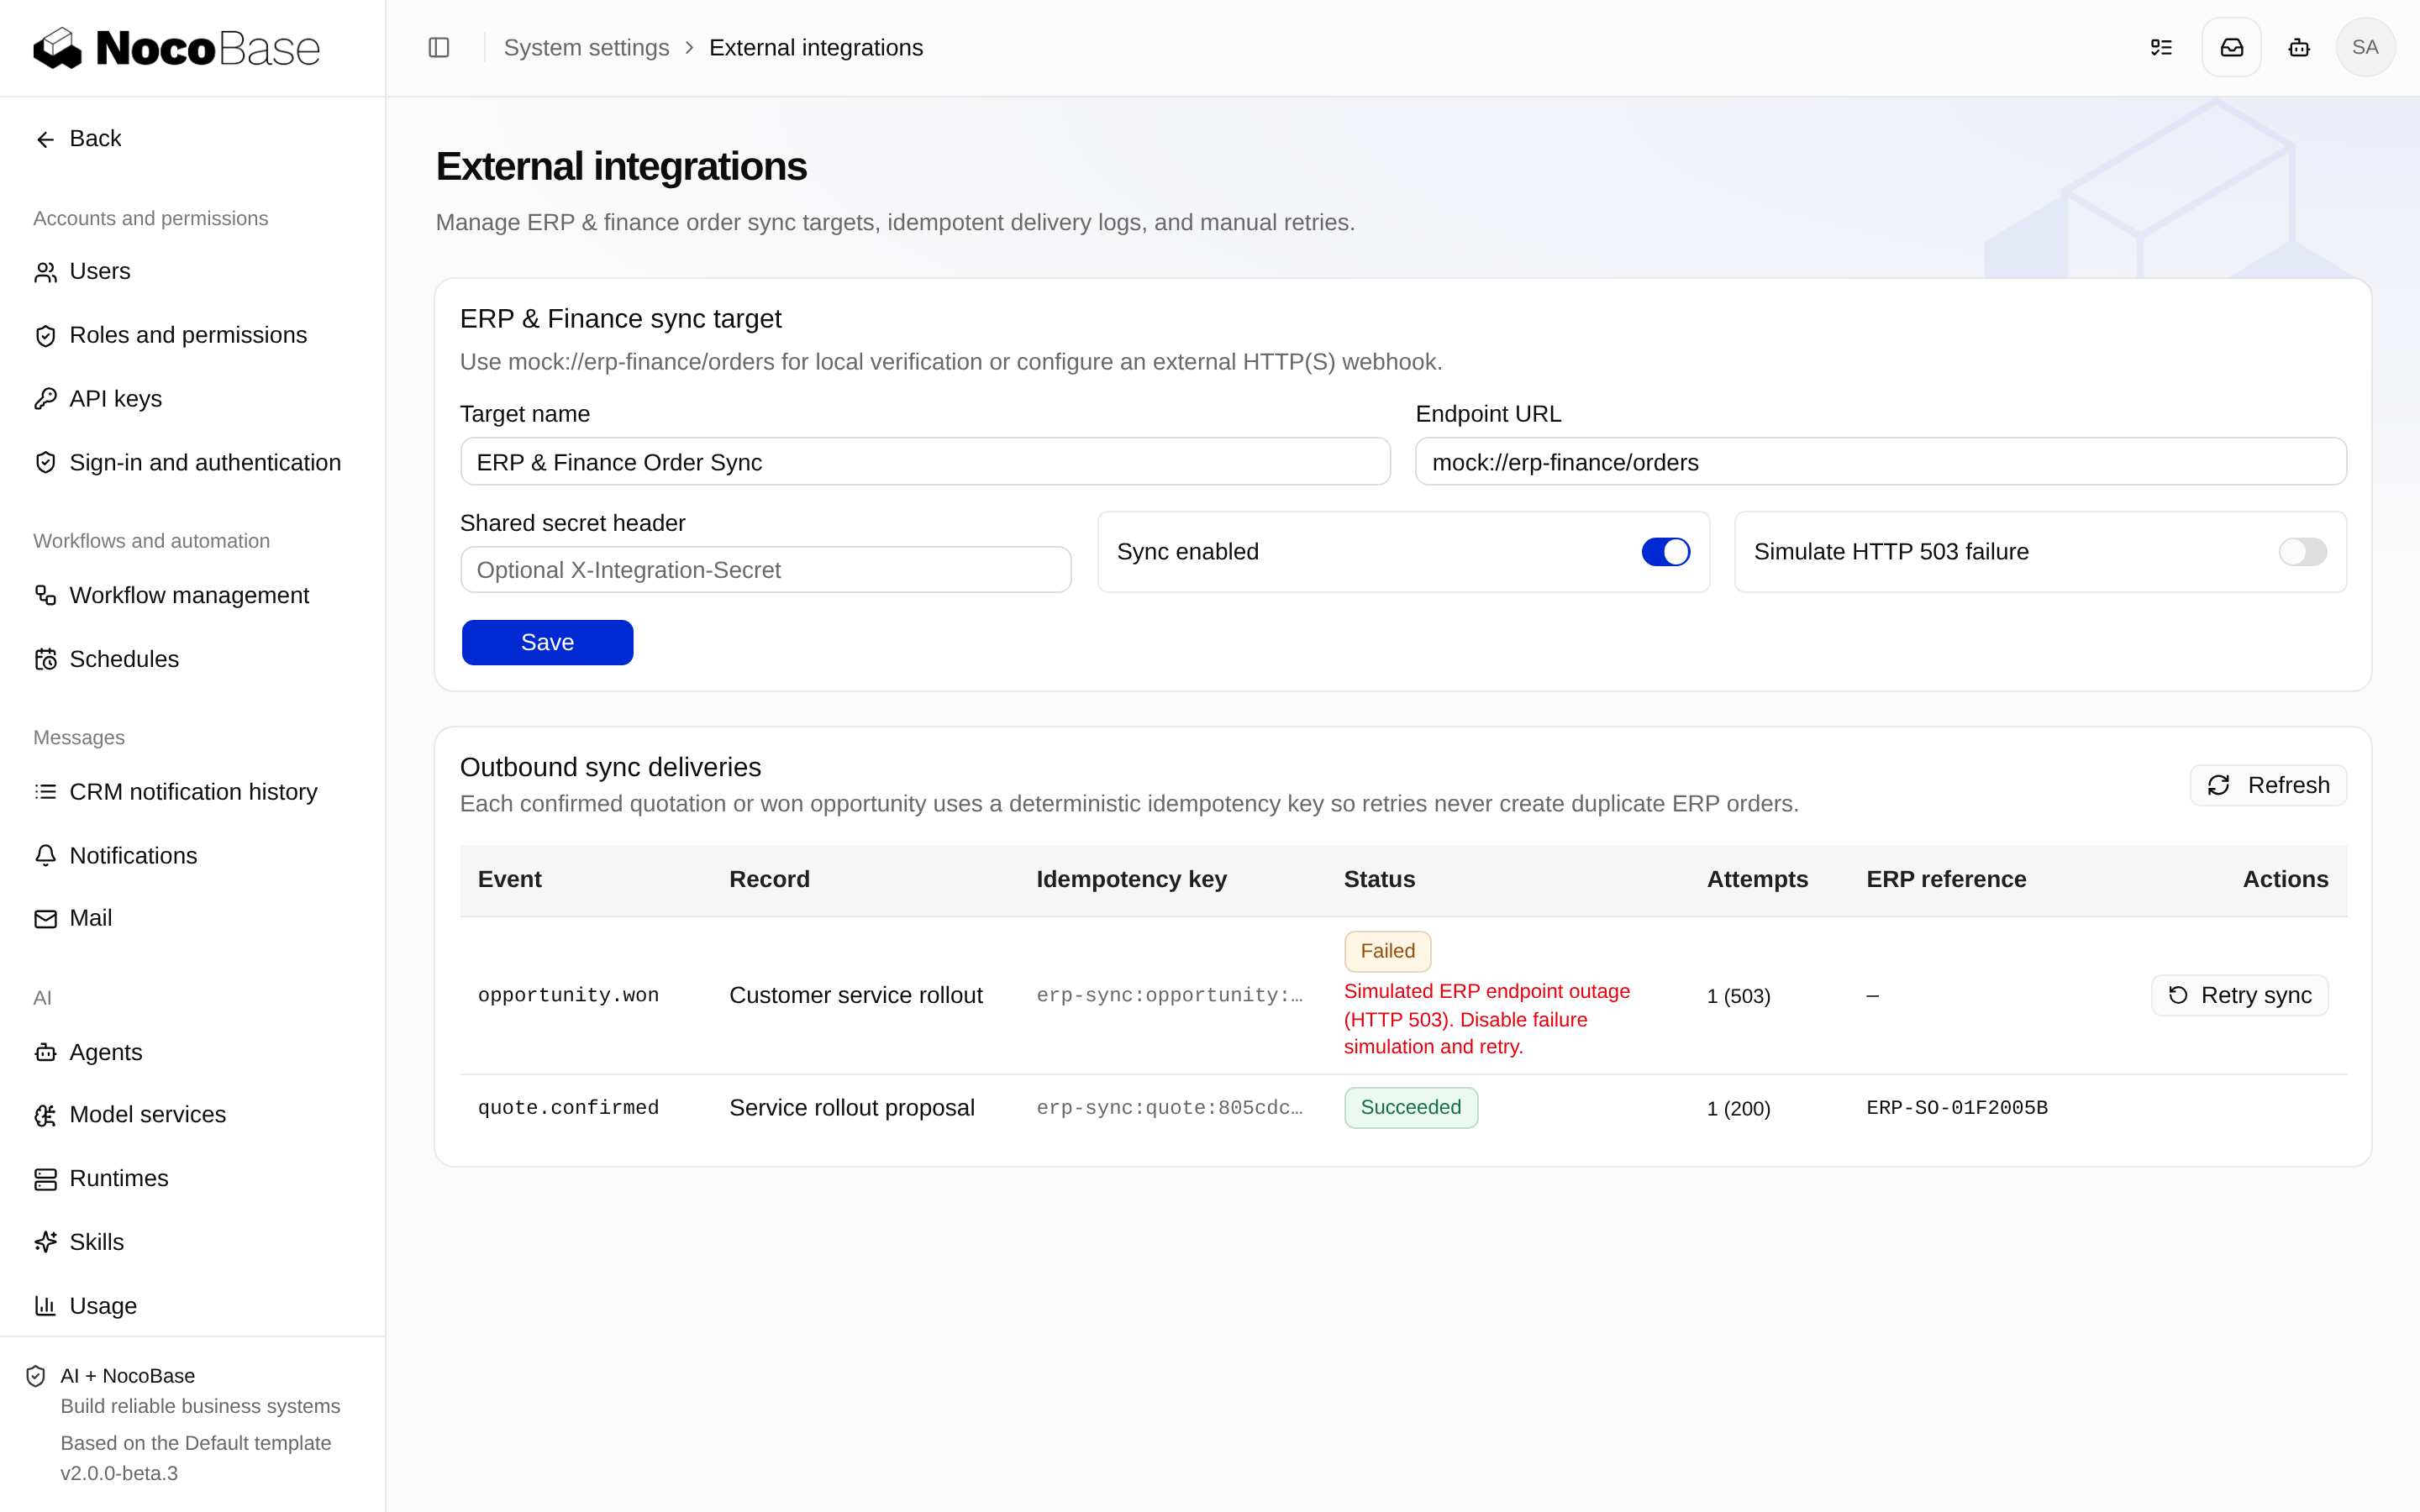 NocoBase
System settings > External integrations
SA
Back
Accounts and permissions
Users
Roles and permissions
API keys
Sign-in and authentication
Workflows and automation
Workflow management
Schedules
Messages
CRM notification history
Notifications
Mail
AI
Agents
Model services
Runtimes
Skills
Usage
AI + NocoBase
Build reliable business systems
Based on the Default template
v2.0.0-beta.3
External integrations
Manage ERP & finance order sync targets, idempotent delivery logs, and manual retries.
ERP & Finance sync target
Use mock://erp-finance/orders for local verification or configure an external HTTP(S) webhook.
Target name
Endpoint URL
ERP & Finance Order Sync
mock://erp-finance/orders
Shared secret header
Optional X-Integration-Secret
Sync enabled
Simulate HTTP 503 failure
Save
Outbound sync deliveries
Each confirmed quotation or won opportunity uses a deterministic idempotency key so retries never create duplicate ERP orders.
Refresh
Event Record Idempotency key Status Attempts ERP reference Actions
opportunity.won Customer service rollout erp-sync:opportunity:… Failed
Simulated ERP endpoint outage
(HTTP 503). Disable failure
simulation and retry.
1 (503) – Retry sync
quote.confirmed Service rollout proposal erp-sync:quote:805cdc… Succeeded 1 (200) ERP-SO-01F2005B